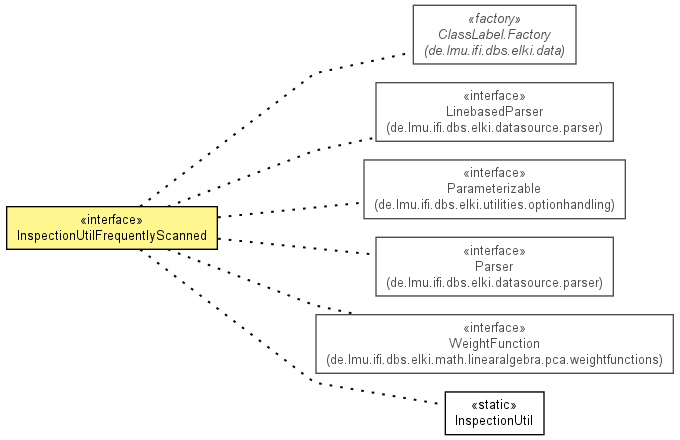 «factory»
ClassLabel.Factory
(de.lmu.ifi.dbs.elki.data)
«interface»
LinebasedParser
(de.lmu.ifi.dbs.elki.datasource.parser)
«interface»
Parameterizable
(de.lmu.ifi.dbs.elki.utilities.optionhandling)
«interface»
InspectionUtilFrequentlyScanned
«interface»
Parser
(de.lmu.ifi.dbs.elki.datasource.parser)
«interface»
WeightFunction
(de.lmu.ifi.dbs.elki.math.linearalgebra.pca.weightfunctions)
«static»
InspectionUtil